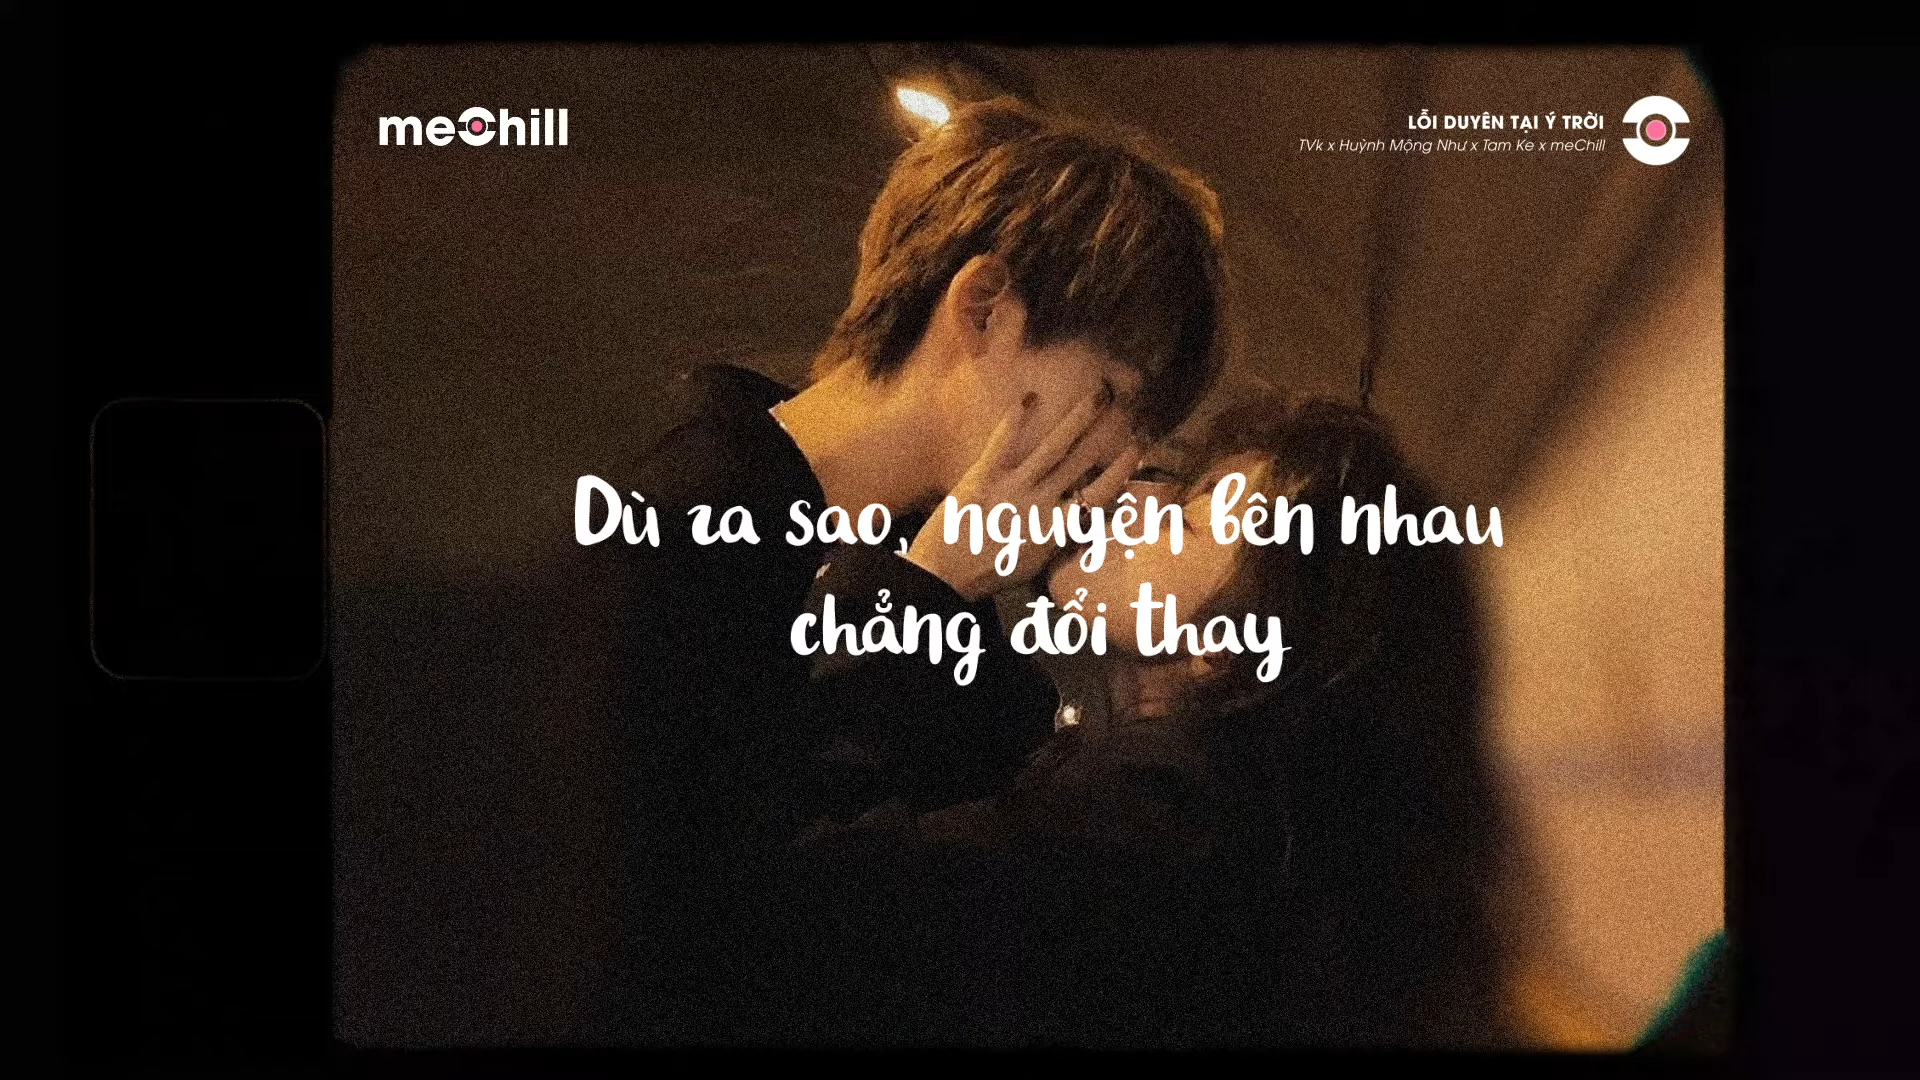 meChill
LỖI DUYÊN TẠI Ý TRỜI
TVk x Huỳnh Mộng Như x Tam Ke x meChill
Dù ra sao, nguyện bên nhau
chẳng đổi thay